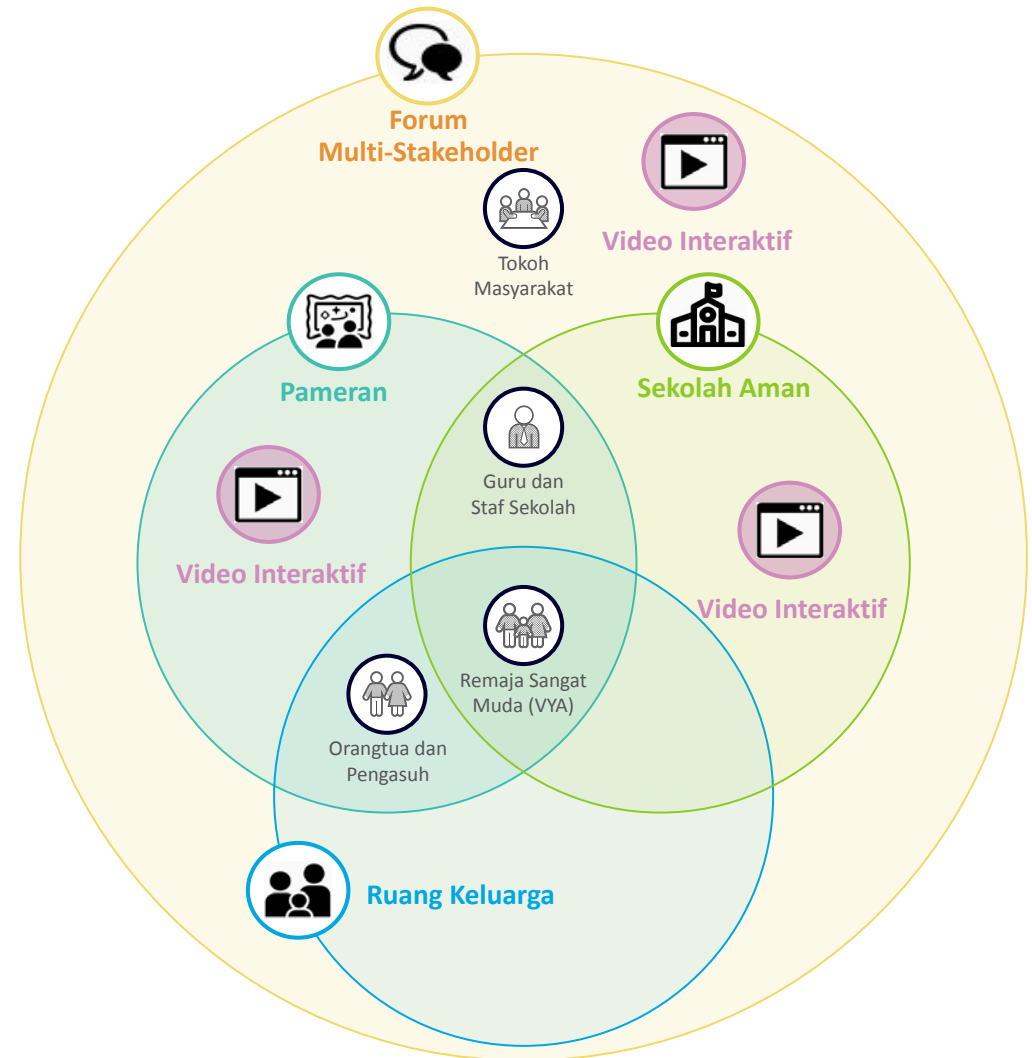 Forum
Multi-Stakeholder
Video Interaktif
Tokoh
Masyarakat
Pameran
Sekolah Aman
Guru dan
Staf Sekolah
Video Interaktif
Video Interaktif
Remaja Sangat
Muda (VYA)
Orangtua dan
Pengasuh
Ruang Keluarga